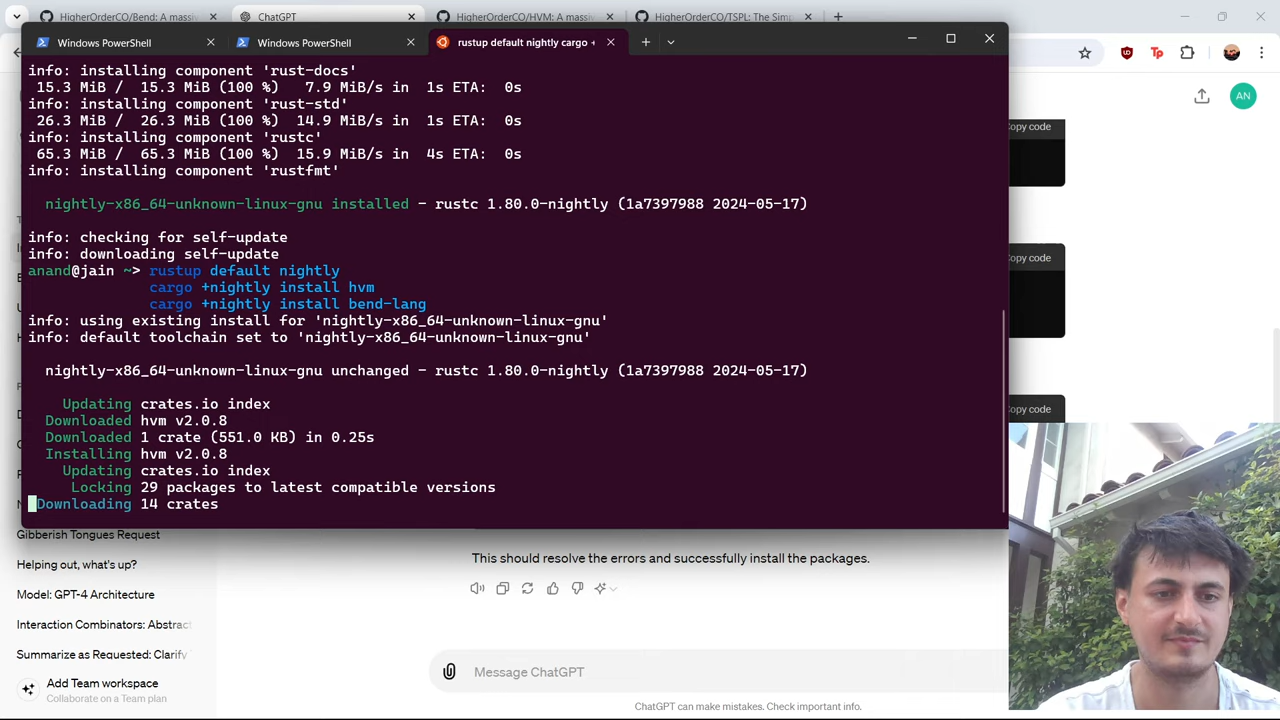 HigherOrderCO/Bend: A massiv
ChatGPT
HigherOrderCO/HVM: A massiv
HigherOrderCO/TSPL: The Simp
Windows PowerShell
Windows PowerShell
rustup default nightly cargo +
AN
info: installing component 'rust-docs'
15.3 MiB / 15.3 MiB (100 %) 7.9 MiB/s in 1s ETA: 0s
info: installing component 'rust-std'
26.3 MiB / 26.3 MiB (100 %) 14.9 MiB/s in 1s ETA: 0s
info: installing component 'rustc'
65.3 MiB / 65.3 MiB (100 %) 15.9 MiB/s in 4s ETA: 0s
info: installing component 'rustfmt'
nightly-x86_64-unknown-linux-gnu installed - rustc 1.80.0-nightly (1a7397988 2024-05-17)
info: checking for self-update
info: downloading self-update
anand@jain ~> rustup default nightly
cargo +nightly install hvm
cargo +nightly install bend-lang
info: using existing install for 'nightly-x86_64-unknown-linux-gnu'
info: default toolchain set to 'nightly-x86_64-unknown-linux-gnu'
nightly-x86_64-unknown-linux-gnu unchanged - rustc 1.80.0-nightly (1a7397988 2024-05-17)
Updating crates.io index
Downloaded hvm v2.0.8
Downloaded 1 crate (551.0 KB) in 0.25s
Installing hvm v2.0.8
Updating crates.io index
Locking 29 packages to latest compatible versions
Downloading 14 crates
Copy code
Copy code
Copy code
Gibberish Tongues Request
Helping out, what's up?
Model: GPT-4 Architecture
Interaction Combinators: Abstrac
Summarize as Requested: Clarify
Add Team workspace
Collaborate on a Team plan
This should resolve the errors and successfully install the packages.
Message ChatGPT
ChatGPT can make mistakes. Check important info.